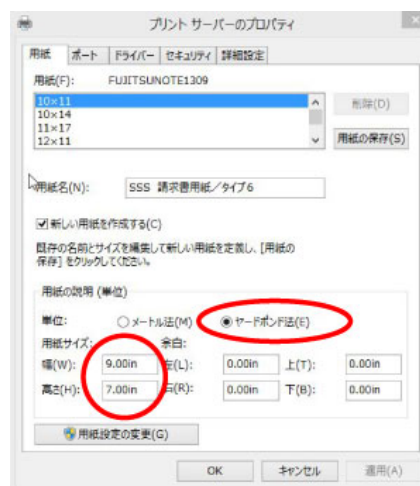 プリント サーバーのプロパティ
用紙 ポート ドライバー セキュリティ 詳細設定
用紙(F): FUJITSUNOTE1309
10×11
10×14
11×17
12×11
削除(D)
用紙の保存(S)
用紙名(N): SSS 請求書用紙/タイプ6
新しい用紙を作成する(C)
既存の名前とサイズを編集して新しい用紙を定義し、[用紙の
保存] をクリックしてください。
用紙の説明 (単位)
単位: メートル法(M) ヤードポンド法(E)
用紙サイズ: 余白:
幅(W): 9.00in 左(L): 0.00in 上(T): 0.00in
高さ(H): 7.00in 右(R): 0.00in 下(B): 0.00in
用紙設定の変更(G)
OK キャンセル 適用(A)